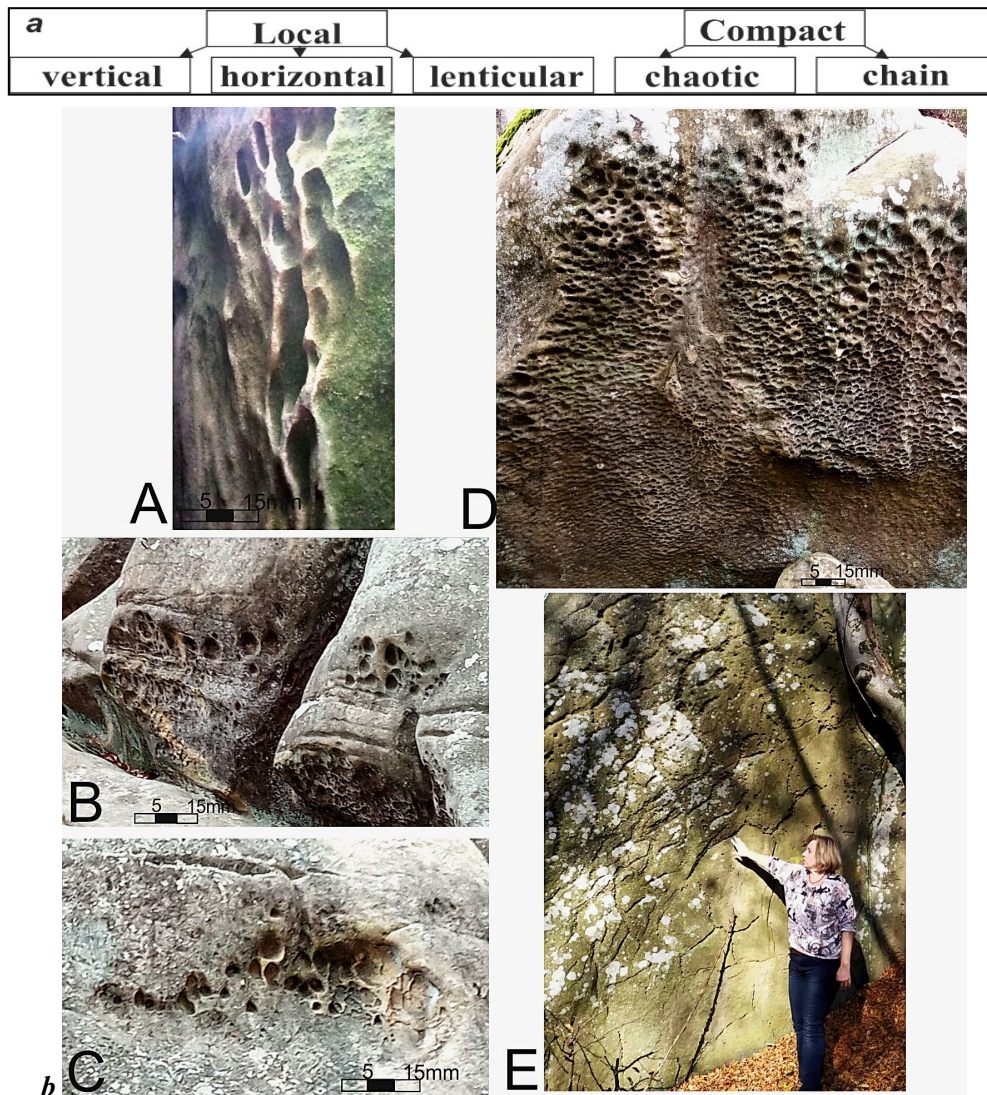 a
Local
Compact
vertical
horizontal
lenticular
chaotic
chain
A
5 15mm
D
5 15mm
B
5 15mm
C
5 15mm
E
b